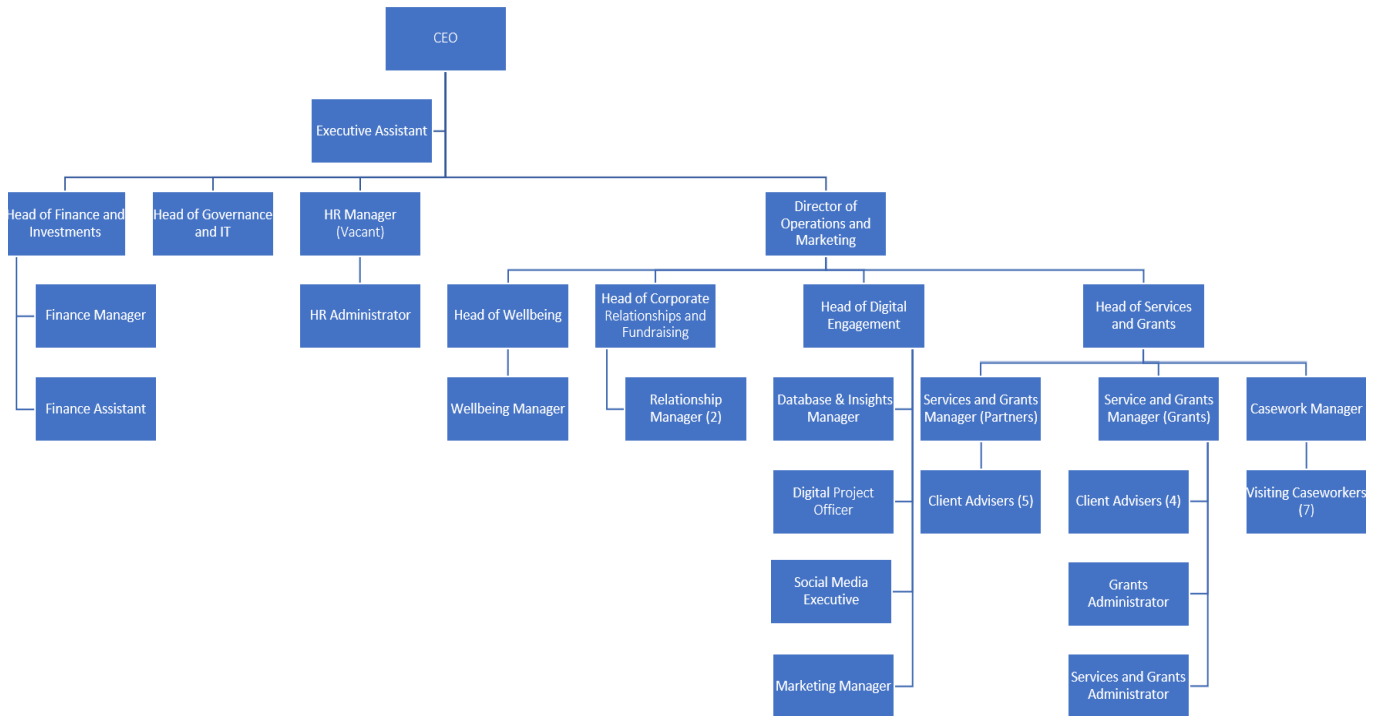 CEO
Executive Assistant
Head of Finance and
Investments
Head of Governance
and IT
HR Manager
(Vacant)
Director of
Operations and
Marketing
Finance Manager
HR Administrator
Head of Wellbeing
Head of Corporate
Relationships and
Fundraising
Head of Digital
Engagement
Head of Services
and Grants
Finance Assistant
Wellbeing Manager
Relationship
Manager (2)
Database & Insights
Manager
Services and Grants
Manager (Partners)
Service and Grants
Manager (Grants)
Casework Manager
Digital Project
Officer
Client Advisers (5)
Client Advisers (4)
Visiting Caseworkers
(7)
Social Media
Executive
Grants
Administrator
Marketing Manager
Services and Grants
Administrator